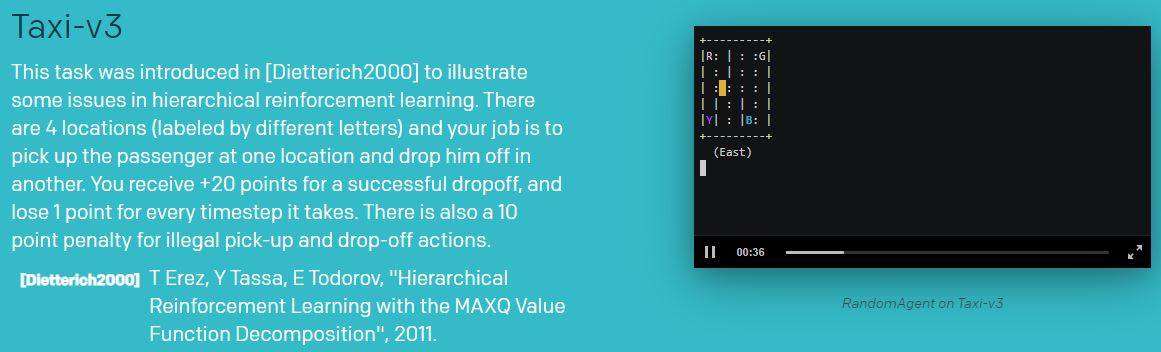 Taxi-v3
This task was introduced in [Dietterich2000] to illustrate
some issues in hierarchical reinforcement learning. There
are 4 locations (labeled by different letters) and your job is to
pick up the passenger at one location and drop him off in
another. You receive +20 points for a successful dropoff, and
lose 1 point for every timestep it takes. There is also a 10
point penalty for illegal pick-up and drop-off actions.
[Dietterich2000] T Erez, Y Tassa, E Todorov, "Hierarchical
Reinforcement Learning with the MAXQ Value
Function Decomposition", 2011.
+---------+
|R: | : :G|
| : | : : |
| : : : : |
| | : | : |
|Y| : |B: |
+---------+
(East)
00:36
RandomAgent on Taxi-v3